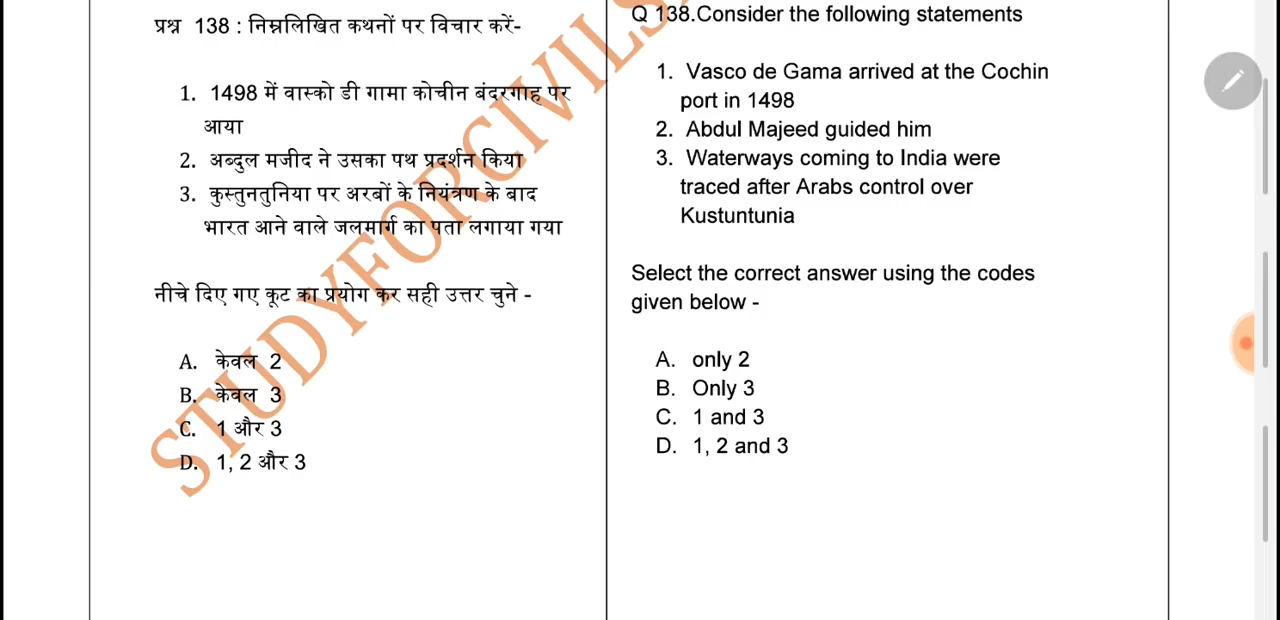 प्रश्न 138 : निम्नलिखित कथनों पर विचार करें-
1. 1498 में वास्को डी गामा कोचीन बंदरगाह पर
आया
2. अब्दुल मजीद ने उसका पथ प्रदर्शन किया
3. कुस्तुनतुनिया पर अरबों के नियंत्रण के बाद
भारत आने वाले जलमार्ग का पता लगाया गया
नीचे दिए गए कूट का प्रयोग कर सही उत्तर चुने -
A. केवल 2
B. केवल 3
C. 1 और 3
D. 1, 2 और 3
Q 138.Consider the following statements
1. Vasco de Gama arrived at the Cochin
port in 1498
2. Abdul Majeed guided him
3. Waterways coming to India were
traced after Arabs control over
Kustuntunia
Select the correct answer using the codes
given below -
A. only 2
B. Only 3
C. 1 and 3
D. 1, 2 and 3
STUDYFORCIVILS